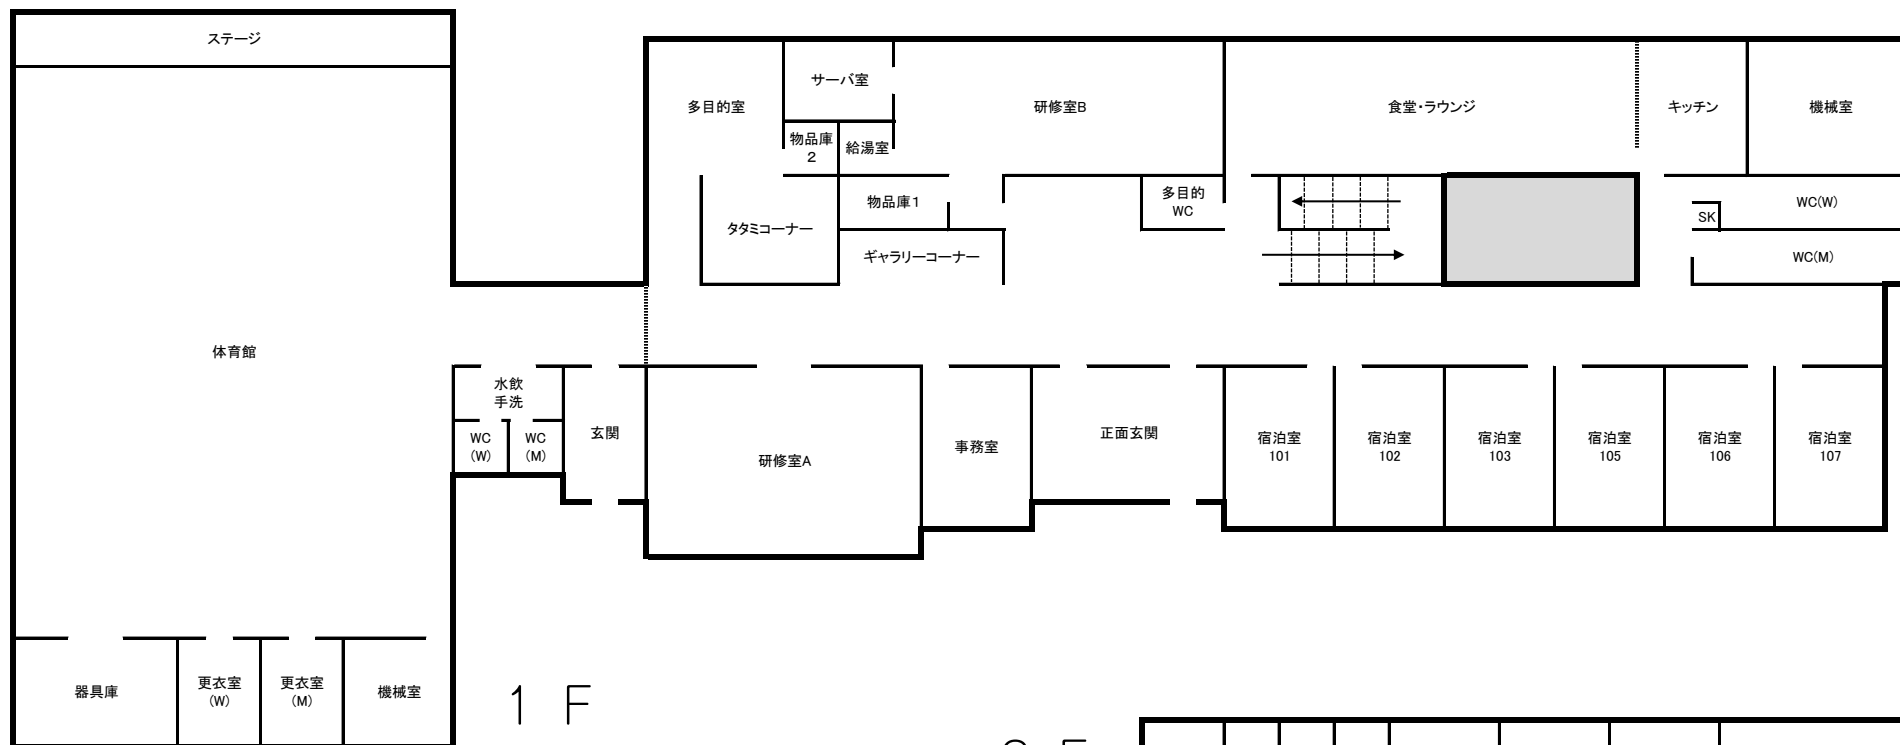 ステージ
サーバ室
多目的室
研修室B
食堂・ラウンジ
キッチン
機械室
物品庫
2
給湯室
物品庫1
多目的
WC
WC(W)
SK
タタミコーナー
ギャラリーコーナー
WC(M)
体育館
水飲
手洗
WC
(W)
WC
(M)
玄関
研修室A
事務室
正面玄関
宿泊室
101
宿泊室
102
宿泊室
103
宿泊室
105
宿泊室
106
宿泊室
107
器具庫
更衣室
(W)
更衣室
(M)
機械室
1 F